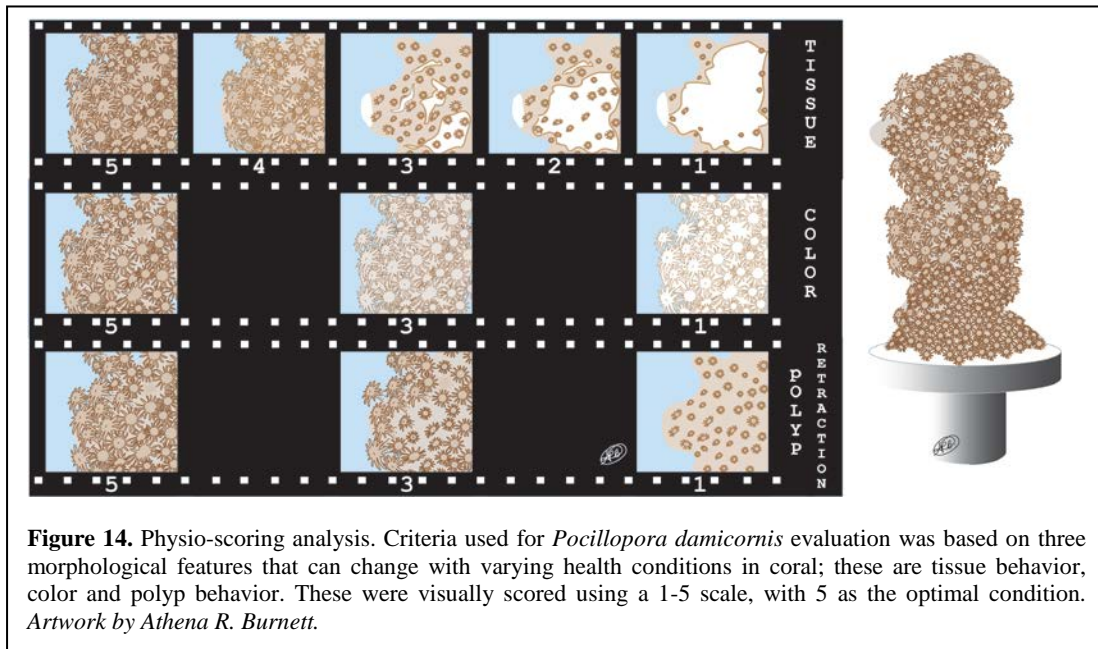 TISSUE
5 4 3 2 1
COLOR
5 3 1
pOLYP
RETRACTION
5 3 1
Figure 14. Physio-scoring analysis. Criteria used for Pocillopora damicornis evaluation was based on three
morphological features that can change with varying health conditions in coral; these are tissue behavior,
color and polyp behavior. These were visually scored using a 1-5 scale, with 5 as the optimal condition.
Artwork by Athena R. Burnett.